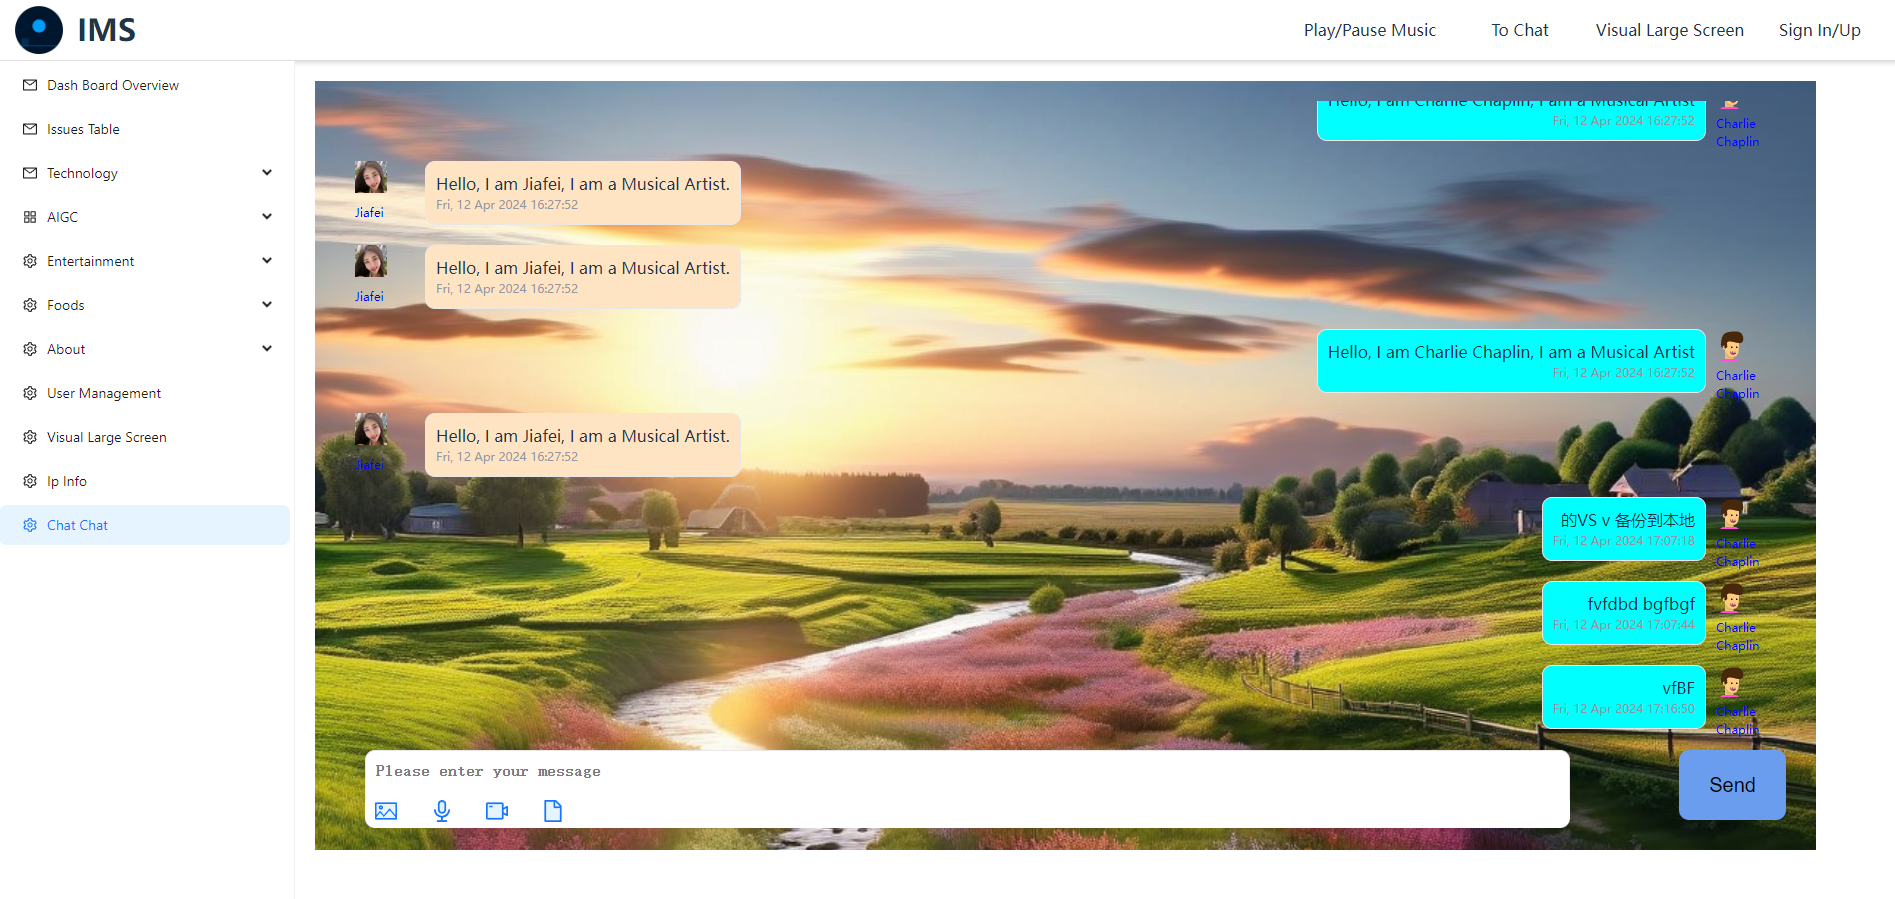 IMS
Play/Pause Music
To Chat
Visual Large Screen
Sign In/Up
Dash Board Overview
Issues Table
Technology
AIGC
Entertainment
Foods
About
User Management
Visual Large Screen
Ip Info
Chat Chat
Hello, I am Charlie Chaplin, I am a Musical Artist
Fri, 12 Apr 2024 16:27:52
Charlie
Chaplin
Hello, I am Jiafei, I am a Musical Artist.
Fri, 12 Apr 2024 16:27:52
Jiafei
Hello, I am Jiafei, I am a Musical Artist.
Fri, 12 Apr 2024 16:27:52
Jiafei
Hello, I am Charlie Chaplin, I am a Musical Artist
Fri, 12 Apr 2024 16:27:52
Charlie
Chaplin
Hello, I am Jiafei, I am a Musical Artist.
Fri, 12 Apr 2024 16:27:52
Jiafei
的VS v 备份到本地
Fri, 12 Apr 2024 17:07:18
Charlie
Chaplin
fvfdbd bgfbgf
Fri, 12 Apr 2024 17:07:44
Charlie
Chaplin
vfBF
Fri, 12 Apr 2024 17:16:50
Charlie
Chaplin
Please enter your message
Send